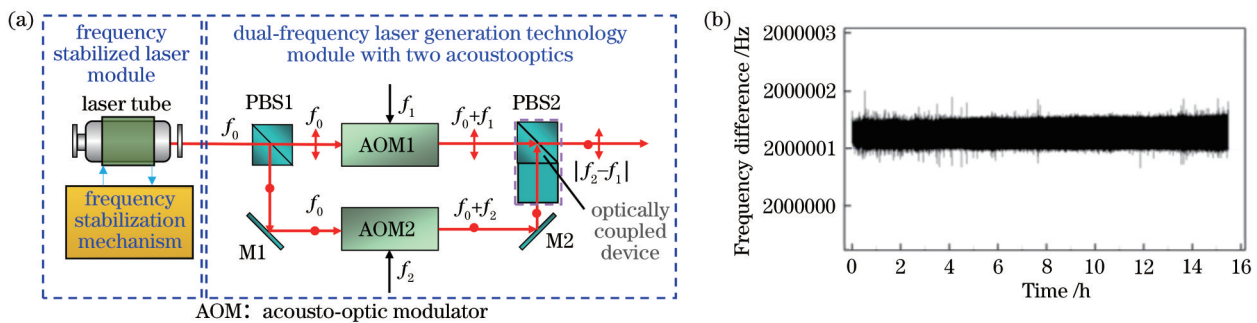 (a)
frequency
stabilized laser
module
laser tube
frequency
stabilization
mechanism
dual-frequency laser generation technology
module with two acoustooptics
PBS1
f₀
f₀
f₁
AOM1
f₀+f₁
PBS2
|f₂−f₁|
f₀
AOM2
f₀+f₂
M1
M2
f₂
optically
coupled
device
AOM: acousto-optic modulator
(b)
Frequency difference /Hz
2000003
2000002
2000001
2000000
0 2 4 6 8 10 12 14 16
Time /h